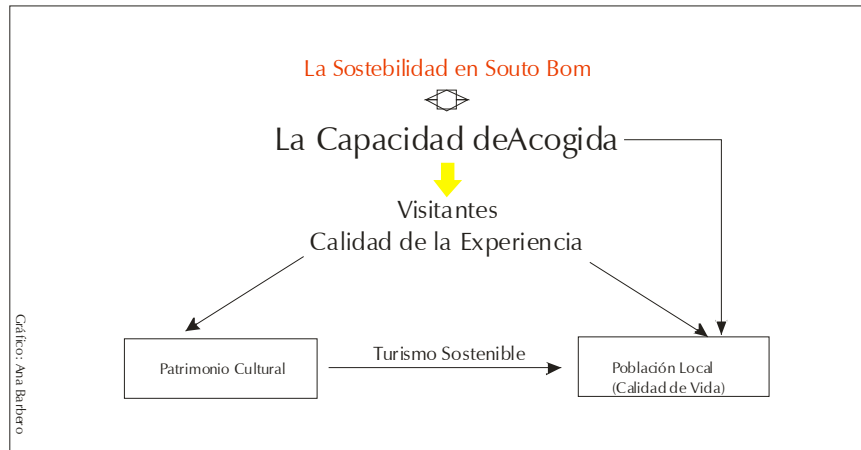 La Sostebilidad en Souto Bom
La Capacidad deAcogida
Visitantes
Calidad de la Experiencia
Patrimonio Cultural
Turismo Sostenible
Población Local
(Calidad de Vida)
Gráfico: Ana Barbero